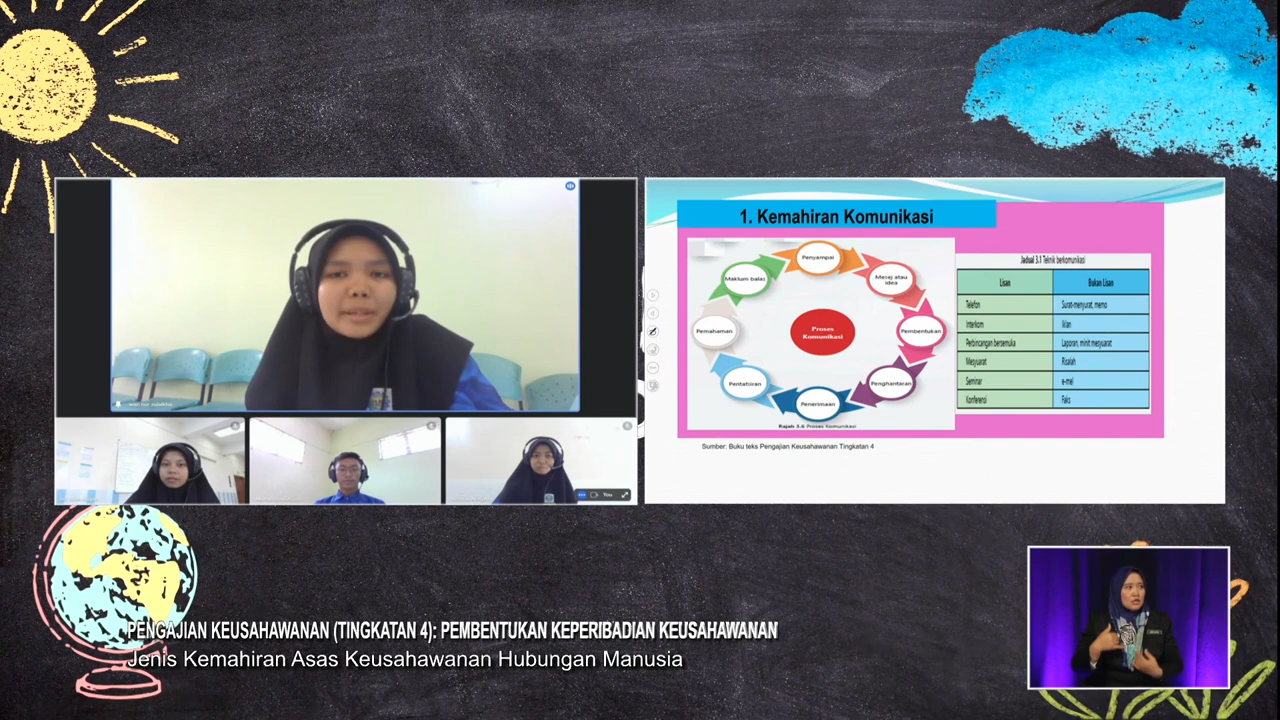 1. Kemahiran Komunikasi
Penyampai
Mesej atau
idea
Pembentukan
Penghantaran
Penerimaan
Pentafsiran
Pemahaman
Maklum balas
Proses
Komunikasi
Rajah 3.6 Proses Komunikasi
Jadual 3.1 Teknik berkomunikasi
Lisan Bukan Lisan
Telefon Surat-menyurat, memo
Interkom Iklan
Perbincangan bersemuka Laporan, minit mesyuarat
Mesyuarat Risalah
Seminar e-mel
Konferensi Faks
Sumber: Buku teks Pengajian Keusahawanan Tingkatan 4
You
PENGAJIAN KEUSAHAWANAN (TINGKATAN 4): PEMBENTUKAN KEPERIBADIAN KEUSAHAWANAN
Jenis Kemahiran Asas Keusahawanan Hubungan Manusia